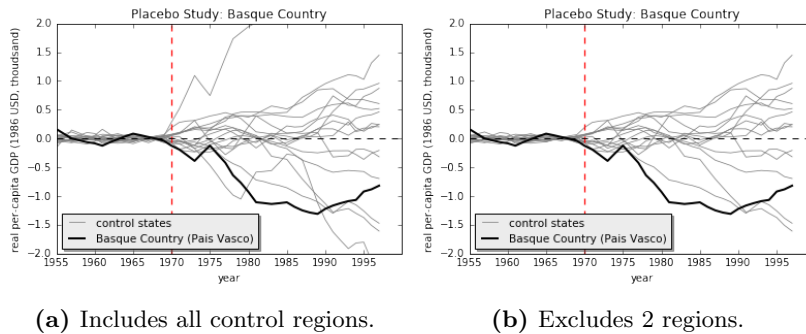 Placebo Study: Basque Country
2.0
1.5
1.0
0.5
0.0
−0.5
−1.0
−1.5
−2.0
real per-capita GDP (1986 USD, thoudsand)
control states
Basque Country (Pais Vasco)
1955 1960 1965 1970 1975 1980 1985 1990 1995
year
(a) Includes all control regions.
Placebo Study: Basque Country
2.0
1.5
1.0
0.5
0.0
−0.5
−1.0
−1.5
−2.0
real per-capita GDP (1986 USD, thoudsand)
control states
Basque Country (Pais Vasco)
1955 1960 1965 1970 1975 1980 1985 1990 1995
year
(b) Excludes 2 regions.